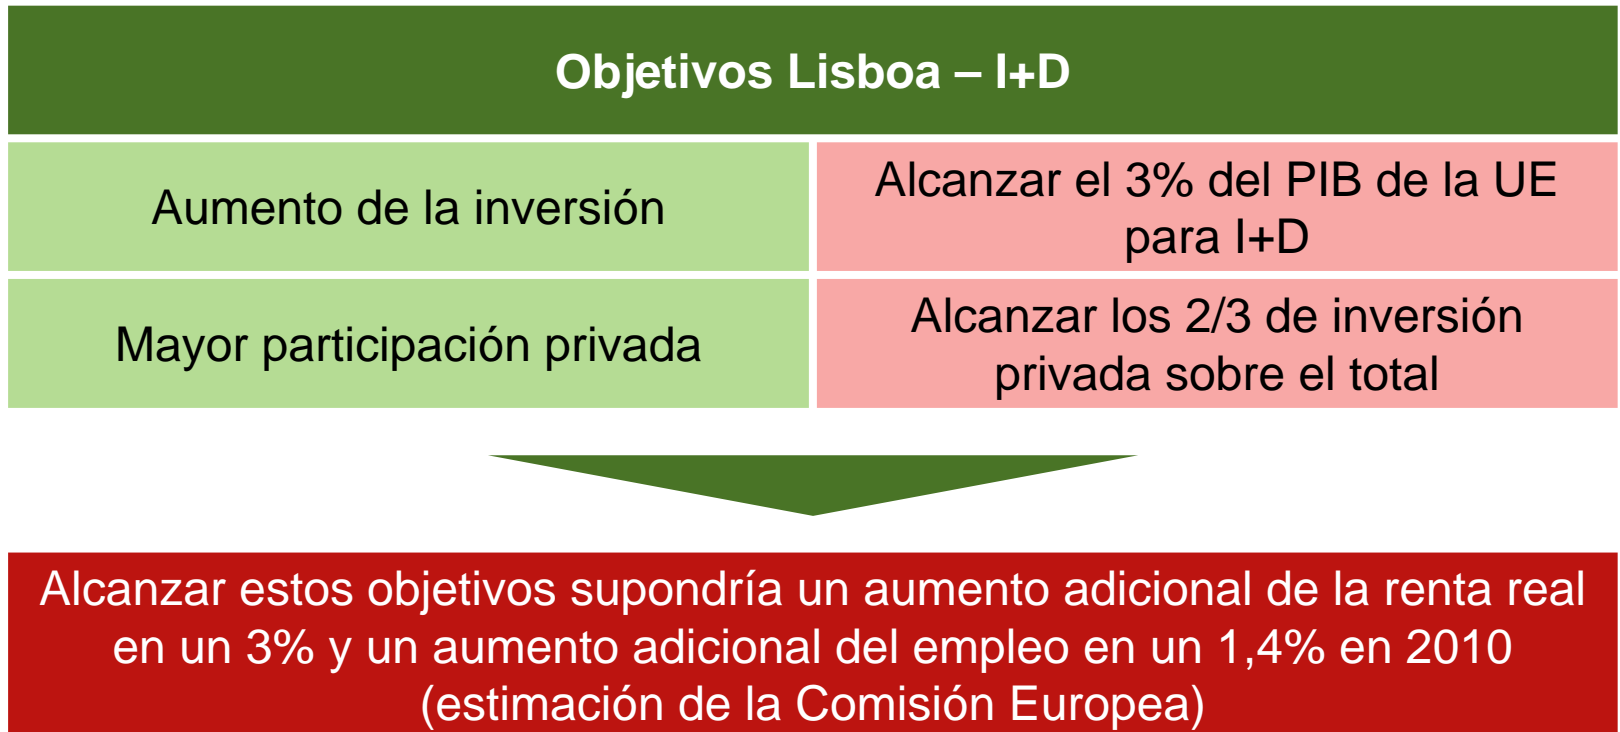 Objetivos Lisboa – I+D
Aumento de la inversión
Alcanzar el 3% del PIB de la UE
para I+D
Mayor participación privada
Alcanzar los 2/3 de inversión
privada sobre el total
Alcanzar estos objetivos supondría un aumento adicional de la renta real
en un 3% y un aumento adicional del empleo en un 1,4% en 2010
(estimación de la Comisión Europea)